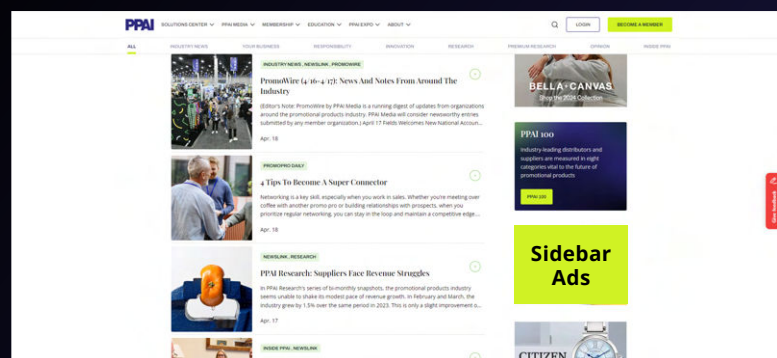 PPAI SOLUTIONS CENTER PPAI MEDIA MEMBERSHIP EDUCATION PPAI EXPO ABOUT LOGIN BECOME A MEMBER
ALL INDUSTRY NEWS YOUR BUSINESS RESPONSIBILITY INNOVATION RESEARCH PREMIUM RESEARCH OPINION INSIDE PPAI
INDUSTRY NEWS, NEWSLINK, PROMOWIRE
PromoWire (4/16-4/17): News And Notes From Around The
Industry
(Editor's Note: PromoWire by PPAI Media is a running digest of updates from organizations
around the promotional products industry. PPAI Media will consider newsworthy entries
submitted by any member organization.) April 17 Fields Welcomes New National Accoun...
Apr. 18
PROMOPRO DAILY
4 Tips To Become A Super Connector
Networking is a key skill, especially when you work in sales. Whether you're meeting over
coffee with another promo pro or building relationships with prospects, when you
prioritize regular networking, you can stay in the loop and maintain a competitive edge....
Apr. 18
NEWSLINK, RESEARCH
PPAI Research: Suppliers Face Revenue Struggles
In PPAI Research's series of bi-monthly snapshots, the promotional products industry
seems unable to shake its modest pace of revenue growth. In February and March, the
industry grew by 1.5% over the same period in 2023. This is only a slight improvement o...
Apr. 17
INSIDE PPAI, NEWSLINK
BELLA+CANVAS
Shop the 2024 Collection
PPAI 100
Industry-leading distributors and
suppliers are measured in eight
categories vital to the future of
promotional products
PPAI 100
Sidebar
Ads
CITIZEN
Give feedback